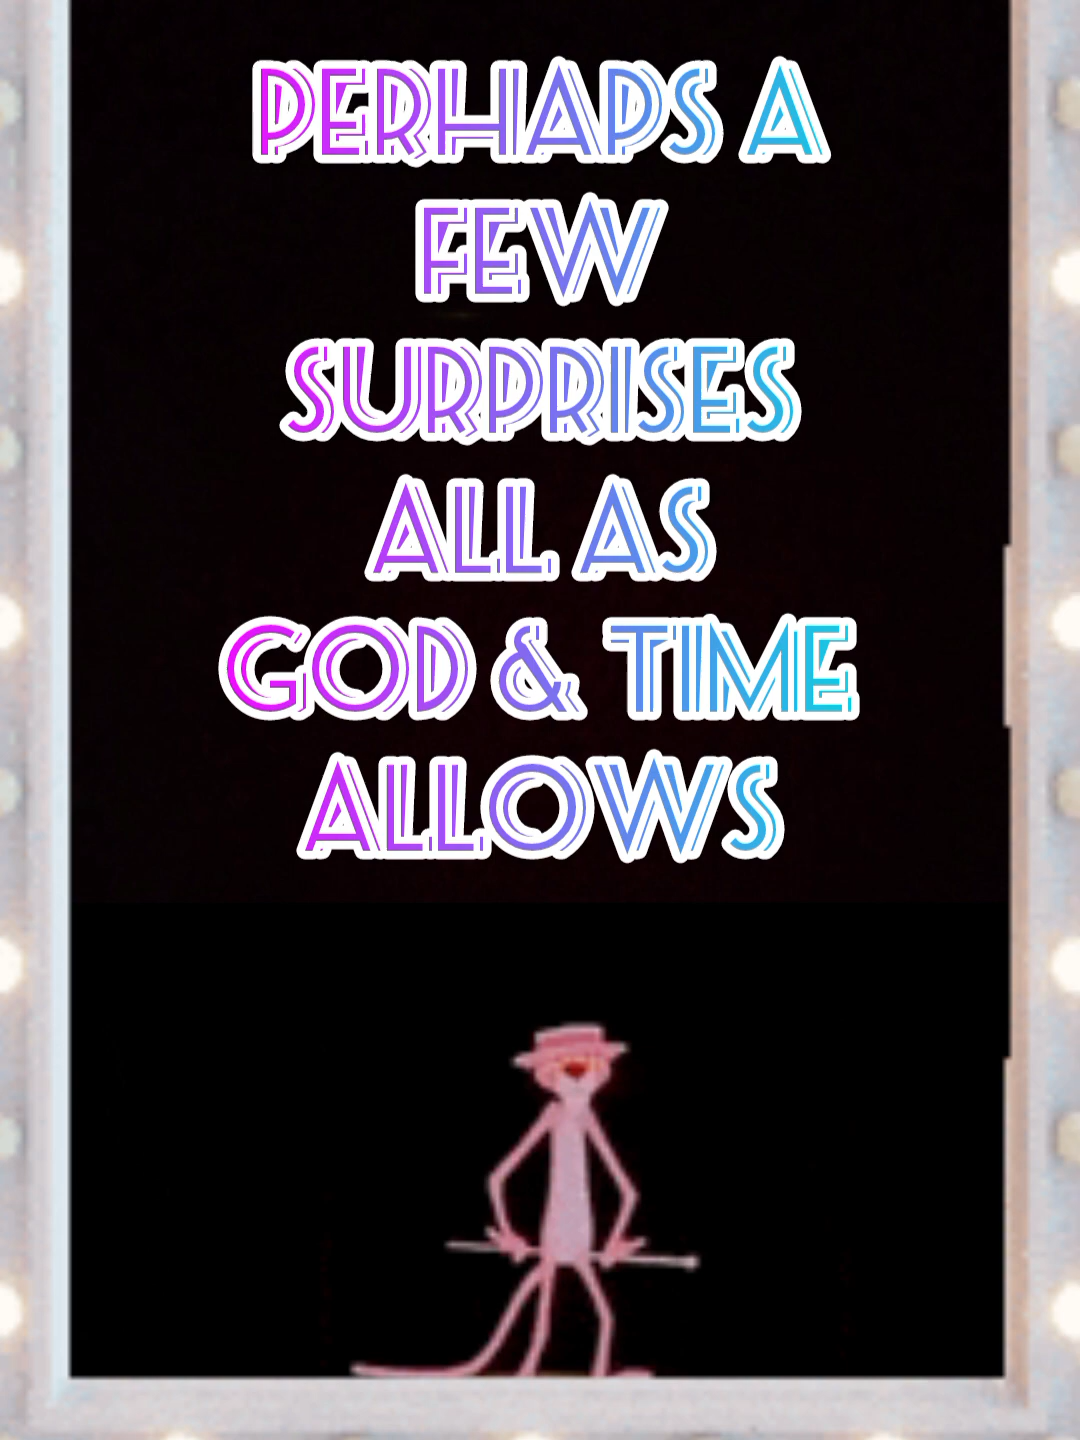 PERHAPS A
FEW
SURPRISES
ALL AS
GOD & TIME
ALLOWS